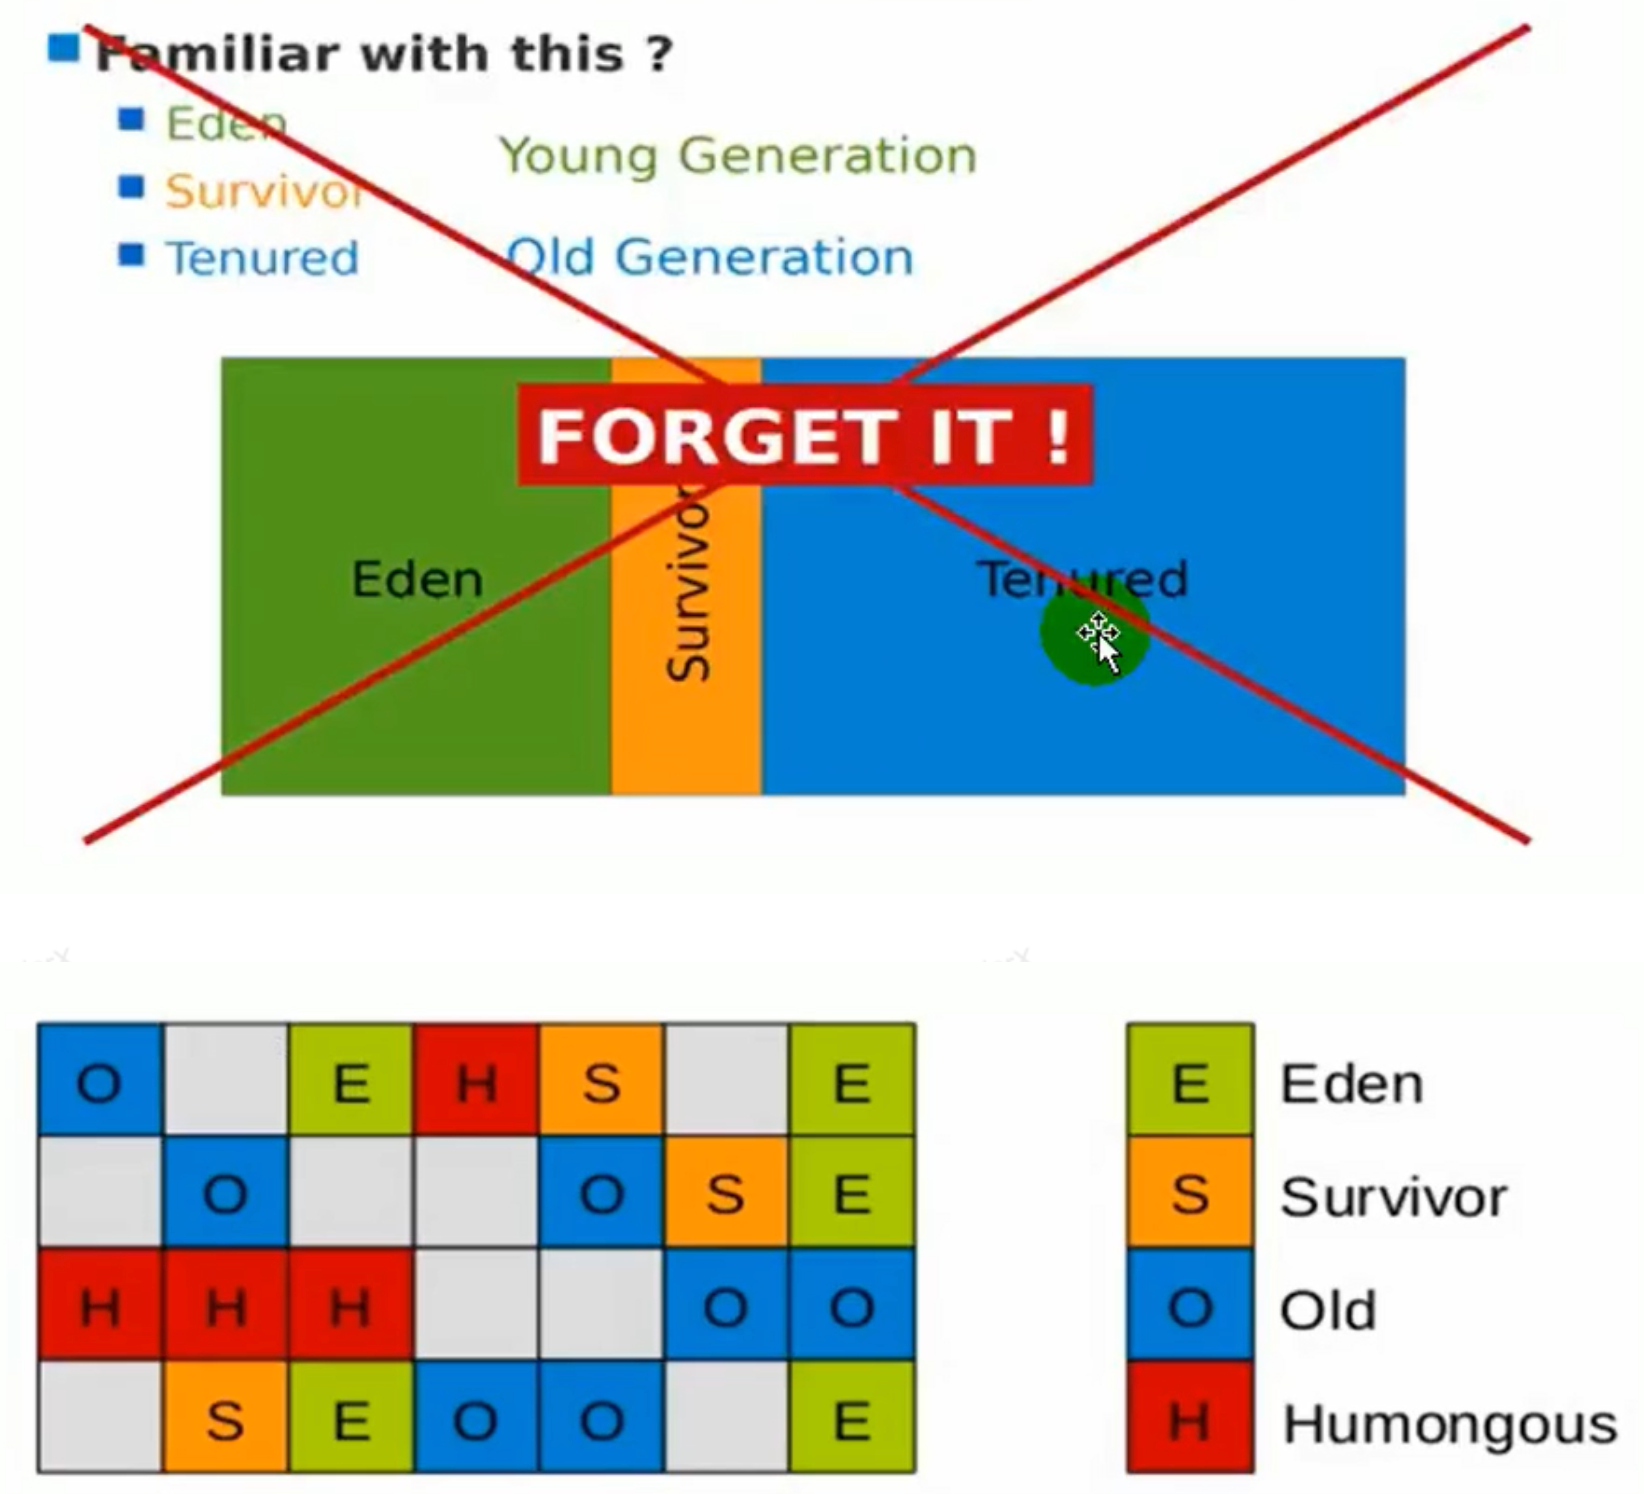 Familiar with this ?
Eden
Young Generation
Survivor
Tenured
Old Generation
FORGET IT !
Eden
Survivor
Tenured
O E H S E
O O S E
H H H O O
S E O O E
E Eden
S Survivor
O Old
H Humongous